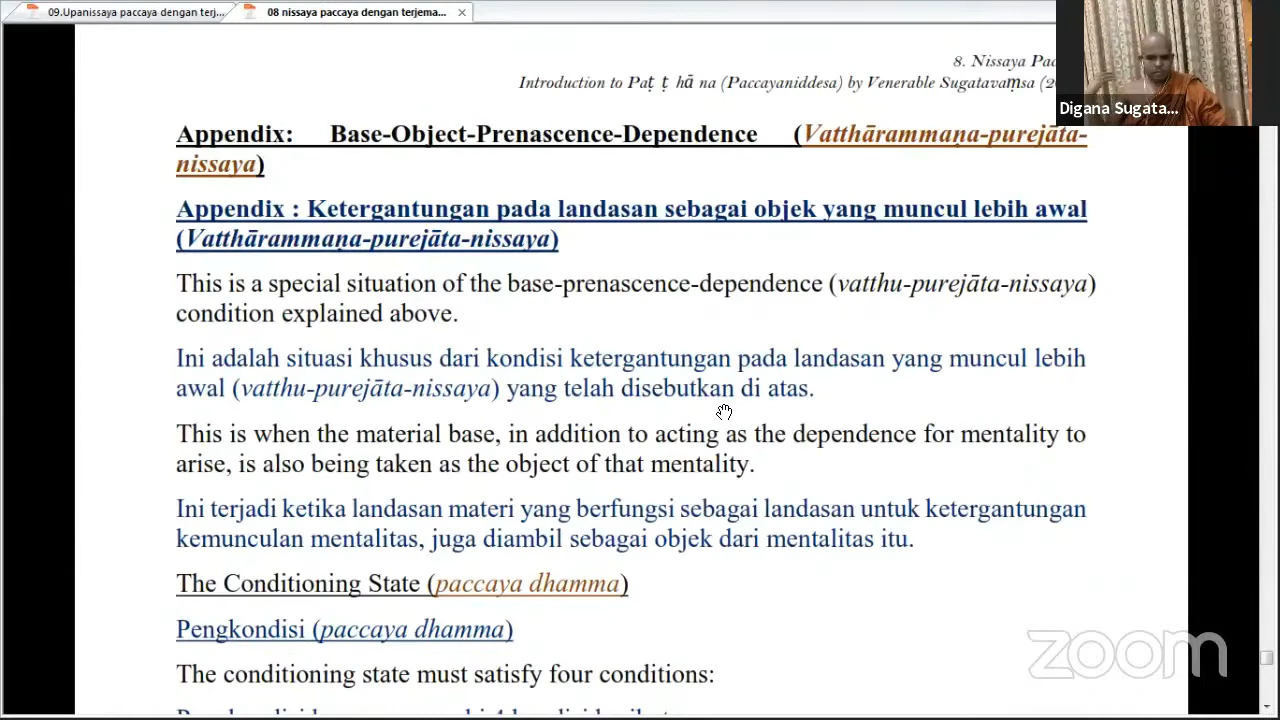 09.Upanissaya paccaya dengan terj...
08 nissaya paccaya dengan terjema...
8. Nissaya Pac
Introduction to Paṭ ṭ hā na (Paccayaniddesa) by Venerable Sugatavaṃsa (20
Digana Sugata...
Appendix: Base-Object-Prenascence-Dependence (Vatthārammaṇa-purejāta-
nissaya)
Appendix : Ketergantungan pada landasan sebagai objek yang muncul lebih awal
(Vatthārammaṇa-purejāta-nissaya)
This is a special situation of the base-prenascence-dependence (vatthu-purejāta-nissaya)
condition explained above.
Ini adalah situasi khusus dari kondisi ketergantungan pada landasan yang muncul lebih
awal (vatthu-purejāta-nissaya) yang telah disebutkan di atas.
This is when the material base, in addition to acting as the dependence for mentality to
arise, is also being taken as the object of that mentality.
Ini terjadi ketika landasan materi yang berfungsi sebagai landasan untuk ketergantungan
kemunculan mentalitas, juga diambil sebagai objek dari mentalitas itu.
The Conditioning State (paccaya dhamma)
Pengkondisi (paccaya dhamma)
The conditioning state must satisfy four conditions:
zoom